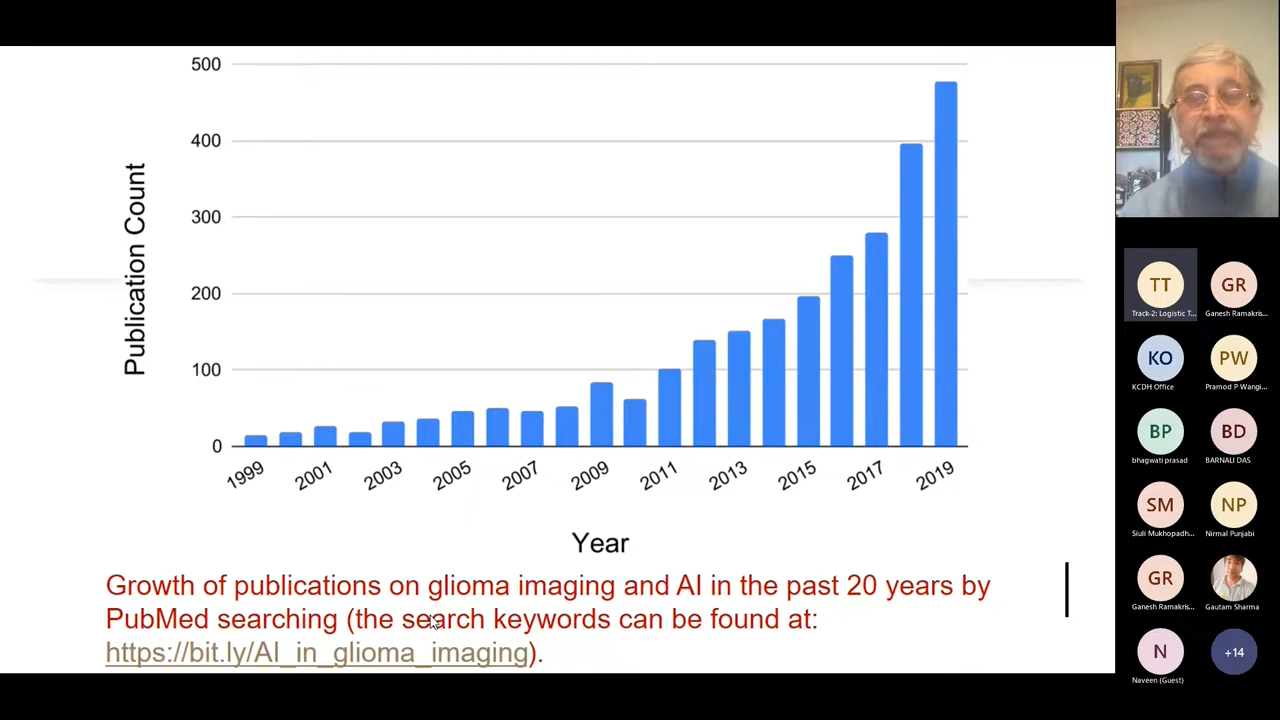 500
400
300
200
100
0
Publication Count
1999
2001
2003
2005
2007
2009
2011
2013
2015
2017
2019
Year
Growth of publications on glioma imaging and AI in the past 20 years by
PubMed searching (the search keywords can be found at:
https://bit.ly/AI_in_glioma_imaging).
TT
Track-2: Logistic T...
GR
Ganesh Ramakris...
KO
KCDH Office
PW
Pramod P Wangi...
BP
bhagwati prasad
BD
BARNALI DAS
SM
Siuli Mukhopadh...
NP
Nirmal Punjabi
GR
Ganesh Ramakris...
Gautam Sharma
N
Naveen (Guest)
+14